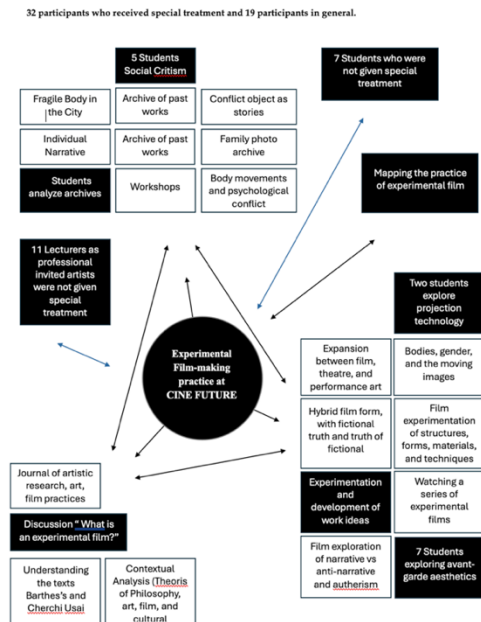 32 participants who received special treatment and 19 participants in general.
5 Students
Social Critism
7 Students who were
not given special
treatment
Fragile Body in
the City
Archive of past
works
Conflict object as
stories
Individual
Narrative
Archive of past
works
Family photo
archive
Students
analyze archives
Workshops
Body movements
and psychological
conflict
Mapping the practice
of experimental film
11 Lecturers as
professional
invited artists
were not given
special
treatment
Two students
explore
projection
technology
Experimental
Film-making
practice at
CINE FUTURE
Expansion
between film,
theatre, and
performance art
Bodies, gender,
and the moving
images
Hybrid film form,
with fictional
truth and truth of
fictional
Film
experimentation
of structures,
forms, materials,
and techniques
Journal of artistic
research, art,
film practices
Experimentation
and
development of
work ideas
Watching a
series of
experimental
films
Discussion " What is
an experimental film?"
Film exploration
of narrative vs
anti-narrative
and autherism
7 Students
exploring avant-
garde aesthetics
Understanding
the texts
Barthes's and
Cherchi Usai
Contextual
Analysis (Theoris
of Philosophy,
art, film, and
cultural